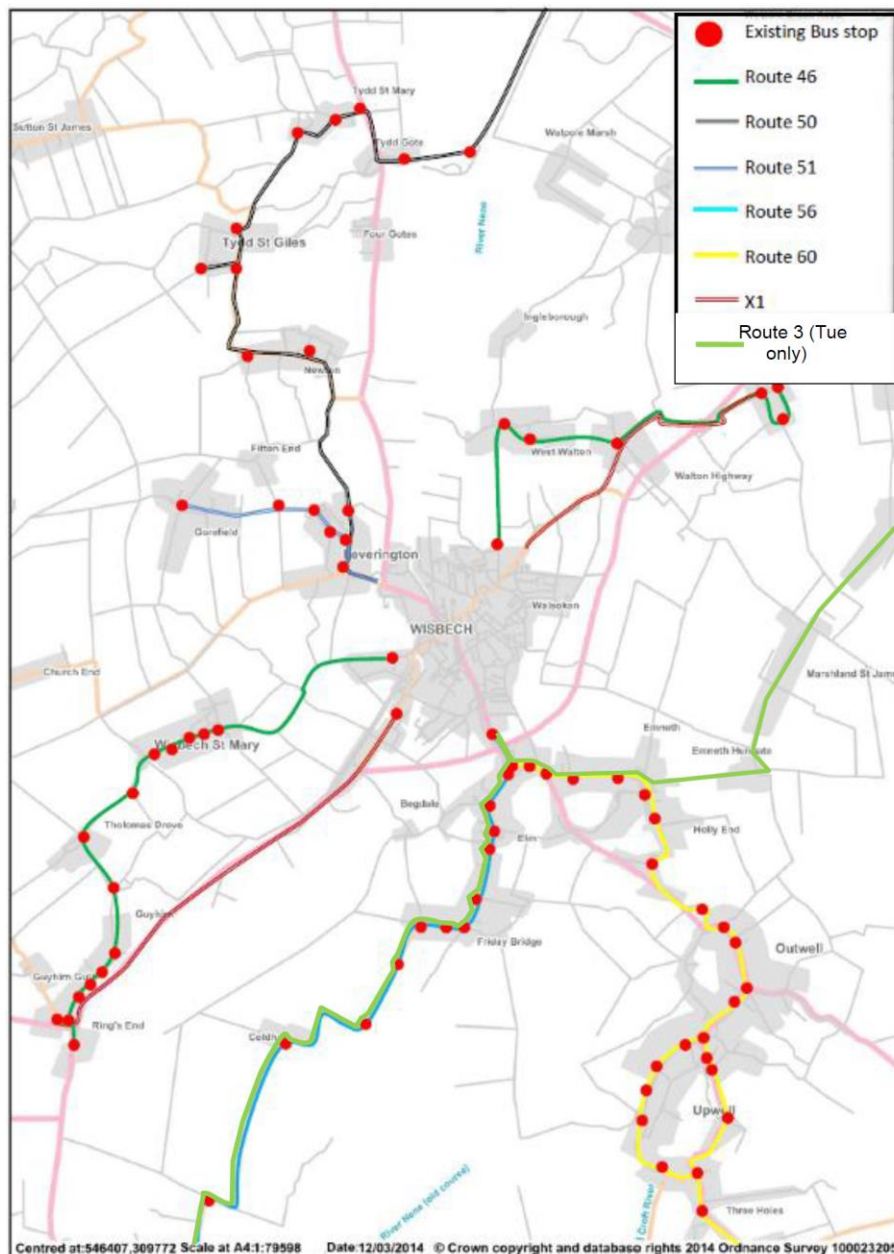 Existing Bus stop
Route 46
Route 50
Route 51
Route 56
Route 60
X1
Route 3 (Tue
only)
Tydd St Mary
Sutton St James
Tydd Gote
Walpole Marsh
River Nene
Tydd St Giles
Four Gotes
Ingleborough
Newton
Fitton End
West Walton
Walton Highway
Gorefield
Leverington
Walsoken
WISBECH
Church End
Marshland St James
Wisbech St Mary
Emneth
Emneth Hungate
Begdale
Elm
Holly End
Tholomas Drove
Guyhirn
Friday Bridge
Outwell
Guyhirn Gull
Ring's End
Coldham
Upwell
River Nene (old course)
Three Holes
Centred at:546407,309772 Scale at A4:1:79598 Date:12/03/2014 © Crown copyright and database rights 2014 Ordnance Survey 10002320